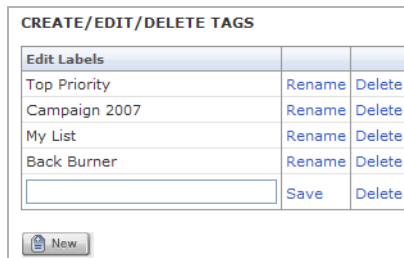 CREATE/EDIT/DELETE TAGS
Edit Labels
Top Priority Rename Delete
Campaign 2007 Rename Delete
My List Rename Delete
Back Burner Rename Delete
Save Delete
New